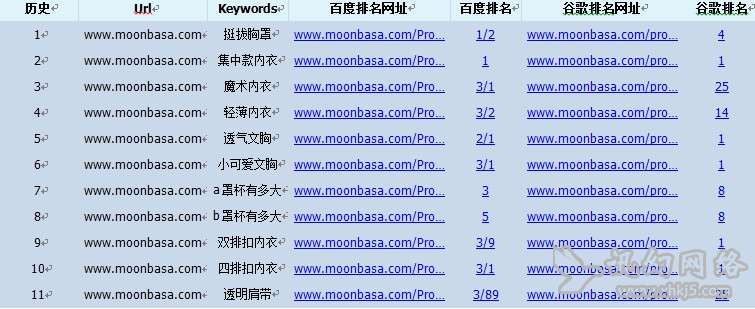 历史 Url Keywords 百度排名网址 百度排名 谷歌排名网址 谷歌排名
1 www.moonbasa.com 挺拔胸罩 www.moonbasa.com/Pro... 1/2 www.moonbasa.com/pro... 4
2 www.moonbasa.com 集中款内衣 www.moonbasa.com/Pro... 1 www.moonbasa.com/pro... 1
3 www.moonbasa.com 魔术内衣 www.moonbasa.com/Pro... 3/1 www.moonbasa.com/pro... 25
4 www.moonbasa.com 轻薄内衣 www.moonbasa.com/Pro... 3/2 www.moonbasa.com/pro... 14
5 www.moonbasa.com 透气文胸 www.moonbasa.com/Pro... 2/1 www.moonbasa.com/pro... 1
6 www.moonbasa.com 小可爱文胸 www.moonbasa.com/Pro... 3/1 www.moonbasa.com/pro... 1
7 www.moonbasa.com a罩杯有多大 www.moonbasa.com/Pro... 3 www.moonbasa.com/pro... 8
8 www.moonbasa.com b罩杯有多大 www.moonbasa.com/Pro... 5 www.moonbasa.com/pro... 8
9 www.moonbasa.com 双排扣内衣 www.moonbasa.com/Pro... 3/9 www.moonbasa.com/pro... 1
10 www.moonbasa.com 四排扣内衣 www.moonbasa.com/Pro... 3/1 www.moonbasa.com/pro... 1
11 www.moonbasa.com 透明肩带 www.moonbasa.com/Pro... 3/89 www.moonbasa.com/pro... 25
网络